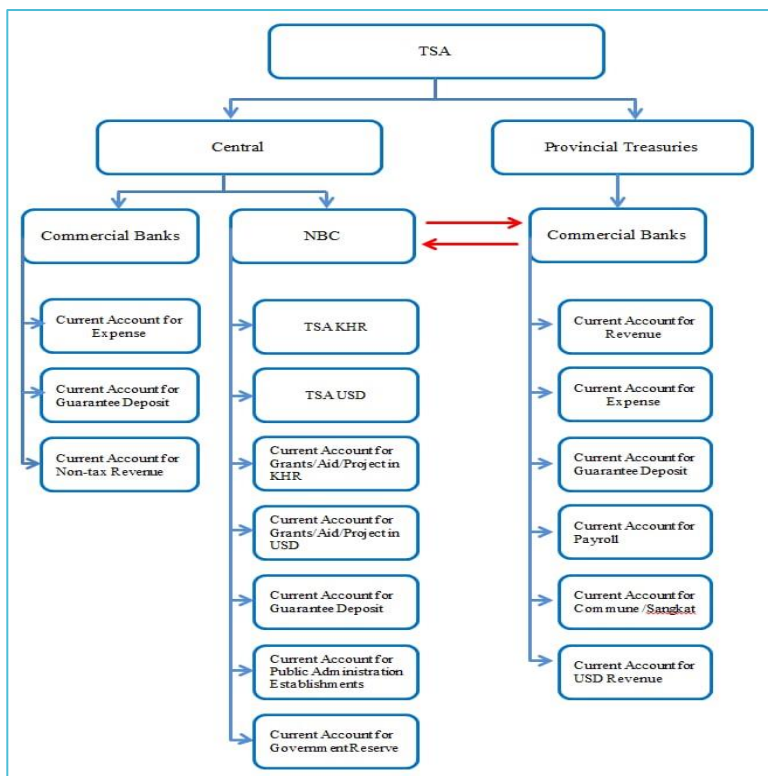 TSA
Central
Provincial Treasuries
Commercial Banks
NBC
Commercial Banks
Current Account for
Expense
Current Account for
Guarantee Deposit
Current Account for
Non-tax Revenue
TSA KHR
TSA USD
Current Account for
Grants/Aid/Project in
KHR
Current Account for
Grants/Aid/Project in
USD
Current Account for
Guarantee Deposit
Current Account for
Public Administration
Establishments
Current Account for
Government Reserve
Current Account for
Revenue
Current Account for
Expense
Current Account for
Guarantee Deposit
Current Account for
Payroll
Current Account for
Commune /Sangkat
Current Account for
USD Revenue